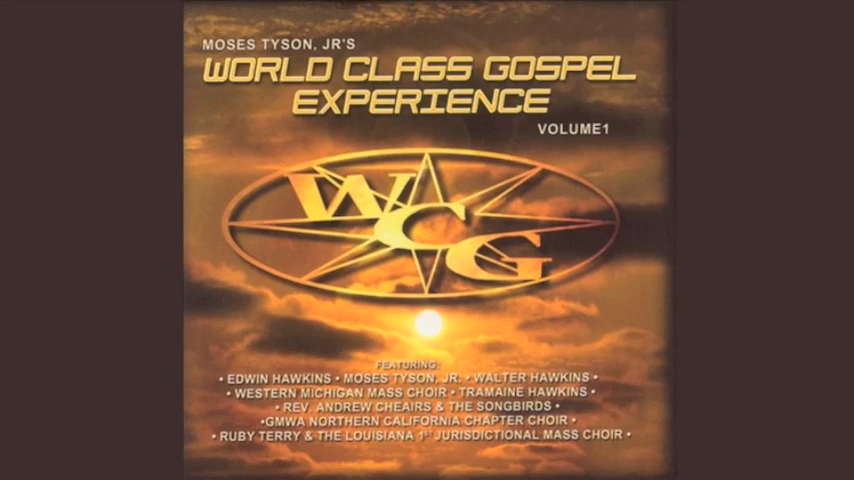 MOSES TYSON, JR'S
WORLD CLASS GOSPEL
EXPERIENCE
VOLUME1
WCG
FEATURING:
• EDWIN HAWKINS • MOSES TYSON, JR. • WALTER HAWKINS •
• WESTERN MICHIGAN MASS CHOIR • TRAMAINE HAWKINS •
• REV. ANDREW CHEAIRS & THE SONGBIRDS •
•GMWA NORTHERN CALIFORNIA CHAPTER CHOIR •
• RUBY TERRY & THE LOUISIANA 1ST JURISDICTIONAL MASS CHOIR •